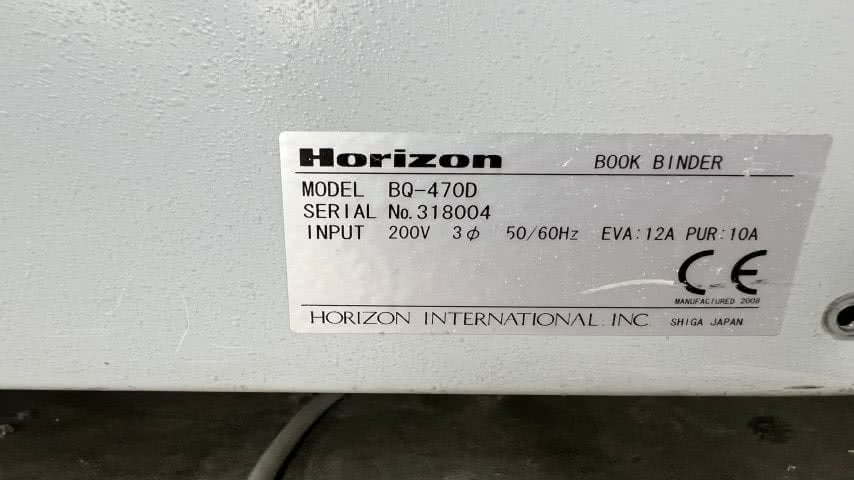 Horizon BOOK BINDER
MODEL BQ-470D
SERIAL No.318004
INPUT 200V 3φ 50/60Hz EVA:12A PUR:10A
CE
MANUFACTURED 2008
HORIZON INTERNATIONAL INC. SHIGA JAPAN